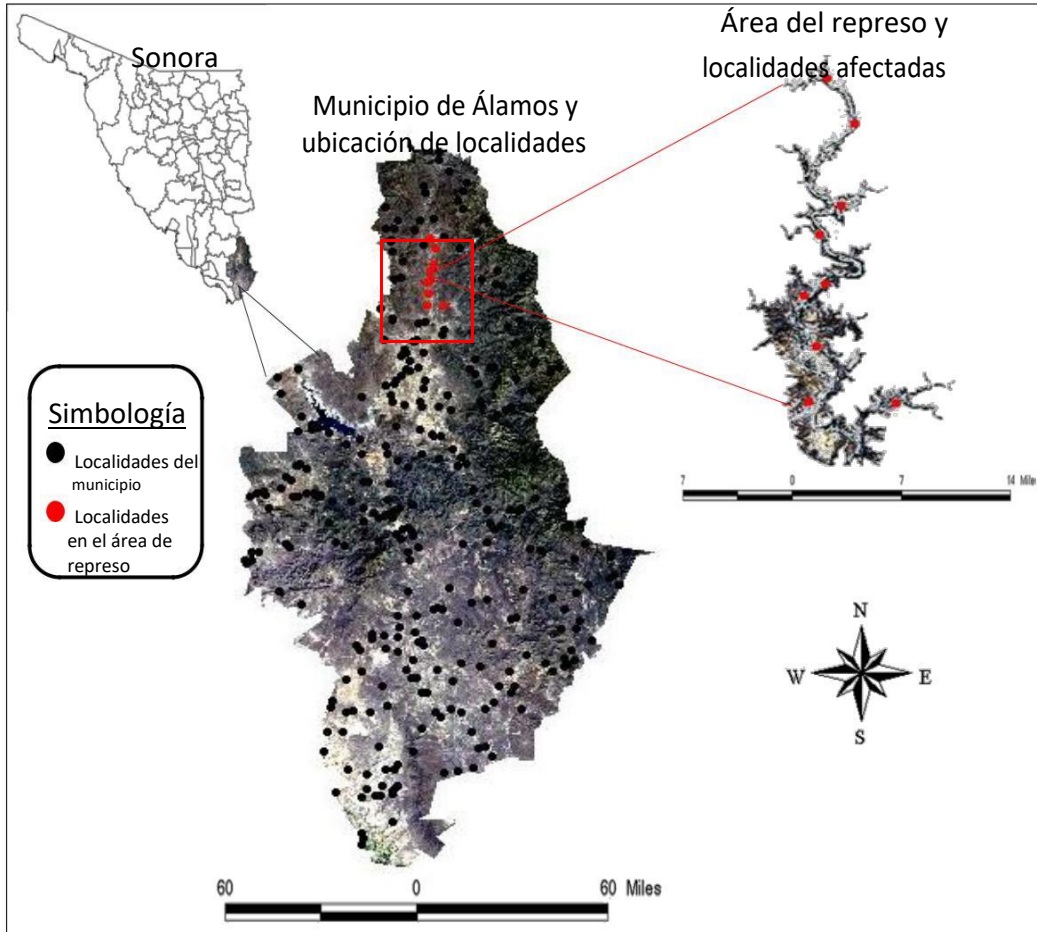 Sonora
Área del represo y
localidades afectadas
Municipio de Álamos y
ubicación de localidades
Simbología
Localidades del
municipio
Localidades
en el área de
represo
7 0 7 14 Miles
N
W E
S
60 0 60 Miles